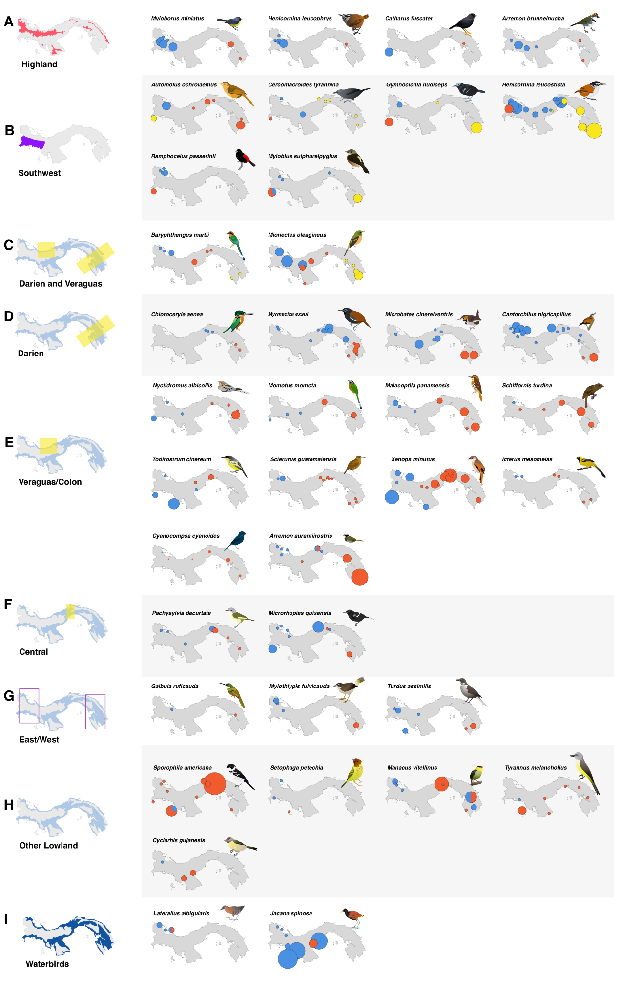 A
Highland
Myioborus miniatus
Henicorhina leucophrys
Catharus fuscater
Arremon brunneinucha
B
Southwest
Automolus ochrolaemus
Cercomacroides tyrannina
Gymnocichla nudiceps
Henicorhina leucosticta
Ramphocelus passerinii
Myiobius sulphureipygius
C
Darien and Veraguas
Baryphthengus martii
Mionectes oleagineus
D
Darien
Chloroceryle aenea
Myrmeciza exsul
Microbates cinereiventris
Cantorchilus nigricapillus
E
Veraguas/Colon
Nyctidromus albicollis
Momotus momota
Malacoptila panamensis
Schiffornis turdina
Todirostrum cinereum
Sclerurus guatemalensis
Xenops minutus
Icterus mesomelas
Cyanocompsa cyanoides
Arremon aurantiirostris
F
Central
Pachysylvia decurtata
Microrhopias quixensis
G
East/West
Galbula ruficauda
Myiothlypis fulvicauda
Turdus assimilis
H
Other Lowland
Sporophila americana
Setophaga petechia
Manacus vitellinus
Tyrannus melancholius
Cyclarhis gujanesis
I
Waterbirds
Laterallus albigularis
Jacana spinosa